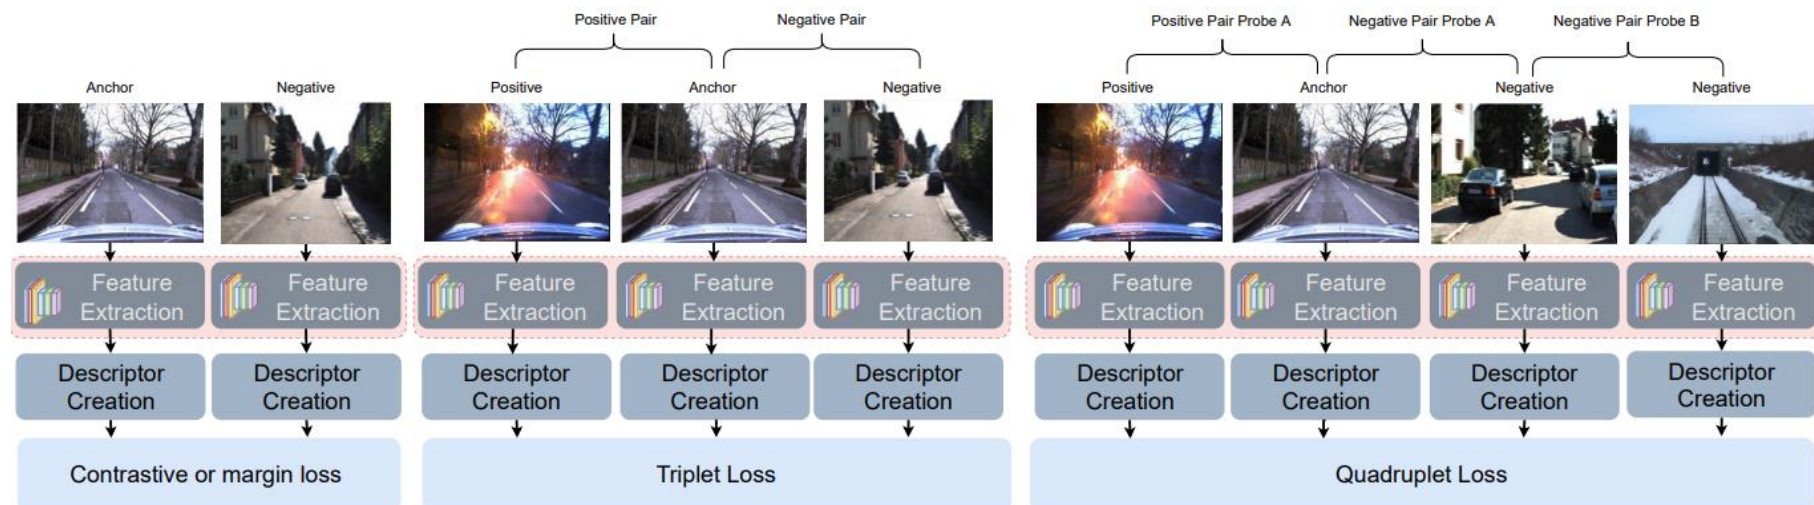 Positive Pair
Negative Pair
Positive Pair Probe A
Negative Pair Probe A
Negative Pair Probe B
Anchor
Negative
Positive
Anchor
Negative
Positive
Anchor
Negative
Negative
Feature
Extraction
Feature
Extraction
Feature
Extraction
Feature
Extraction
Feature
Extraction
Feature
Extraction
Feature
Extraction
Feature
Extraction
Feature
Extraction
Descriptor
Creation
Descriptor
Creation
Descriptor
Creation
Descriptor
Creation
Descriptor
Creation
Descriptor
Creation
Descriptor
Creation
Descriptor
Creation
Descriptor
Creation
Contrastive or margin loss
Triplet Loss
Quadruplet Loss